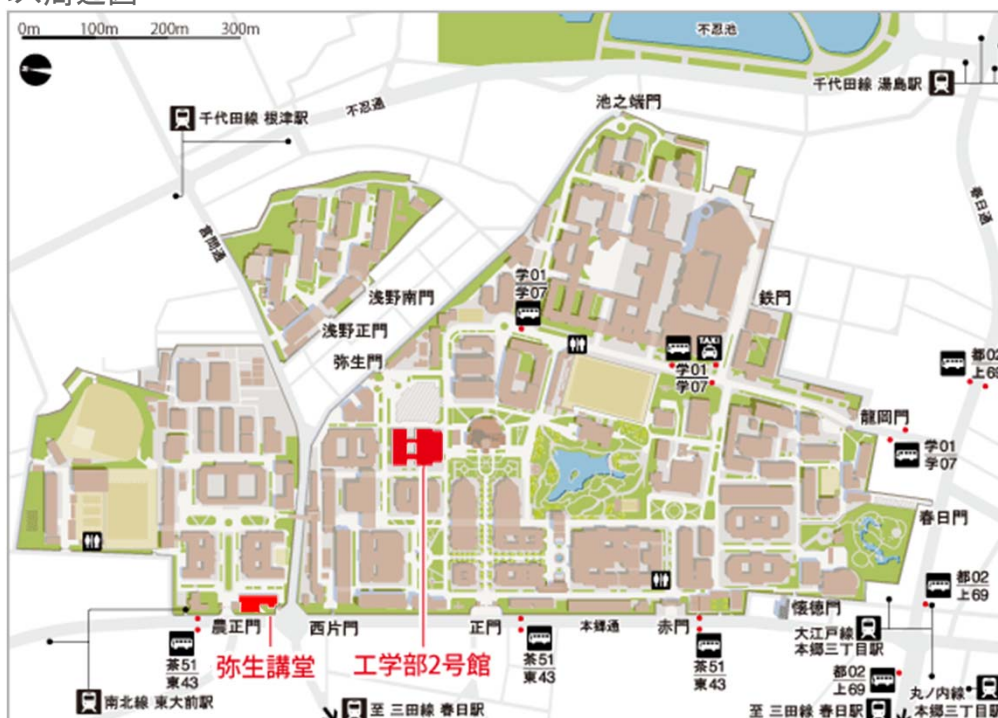 0m 100m 200m 300m
不忍池
千代田線 湯島駅
池之端門
千代田線 根津駅
不忍通
春日通
言問通
学01
学07
浅野南門
鉄門
浅野正門
弥生門
TAXI
学01
学07
都02
上69
龍岡門
学01
学07
春日門
都02
上69
農正門
西片門
正門
本郷通
赤門
懐徳門
大江戸線
本郷三丁目駅
茶51
東43
弥生講堂
工学部2号館
茶51
東43
茶51
東43
都02
上69
丸ノ内線
本郷三丁目駅
南北線 東大前駅
至 三田線 春日駅
至 三田線 春日駅